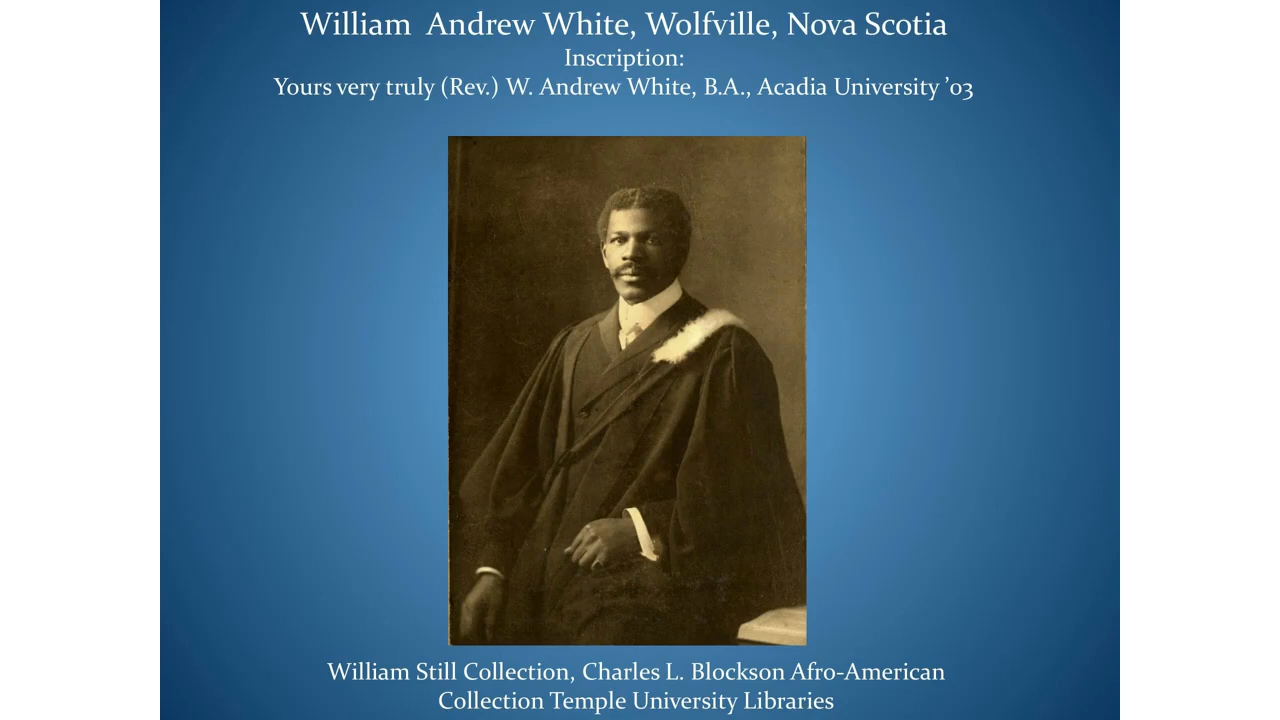 William Andrew White, Wolfville, Nova Scotia
Inscription:
Yours very truly (Rev.) W. Andrew White, B.A., Acadia University ’03
William Still Collection, Charles L. Blockson Afro-American
Collection Temple University Libraries